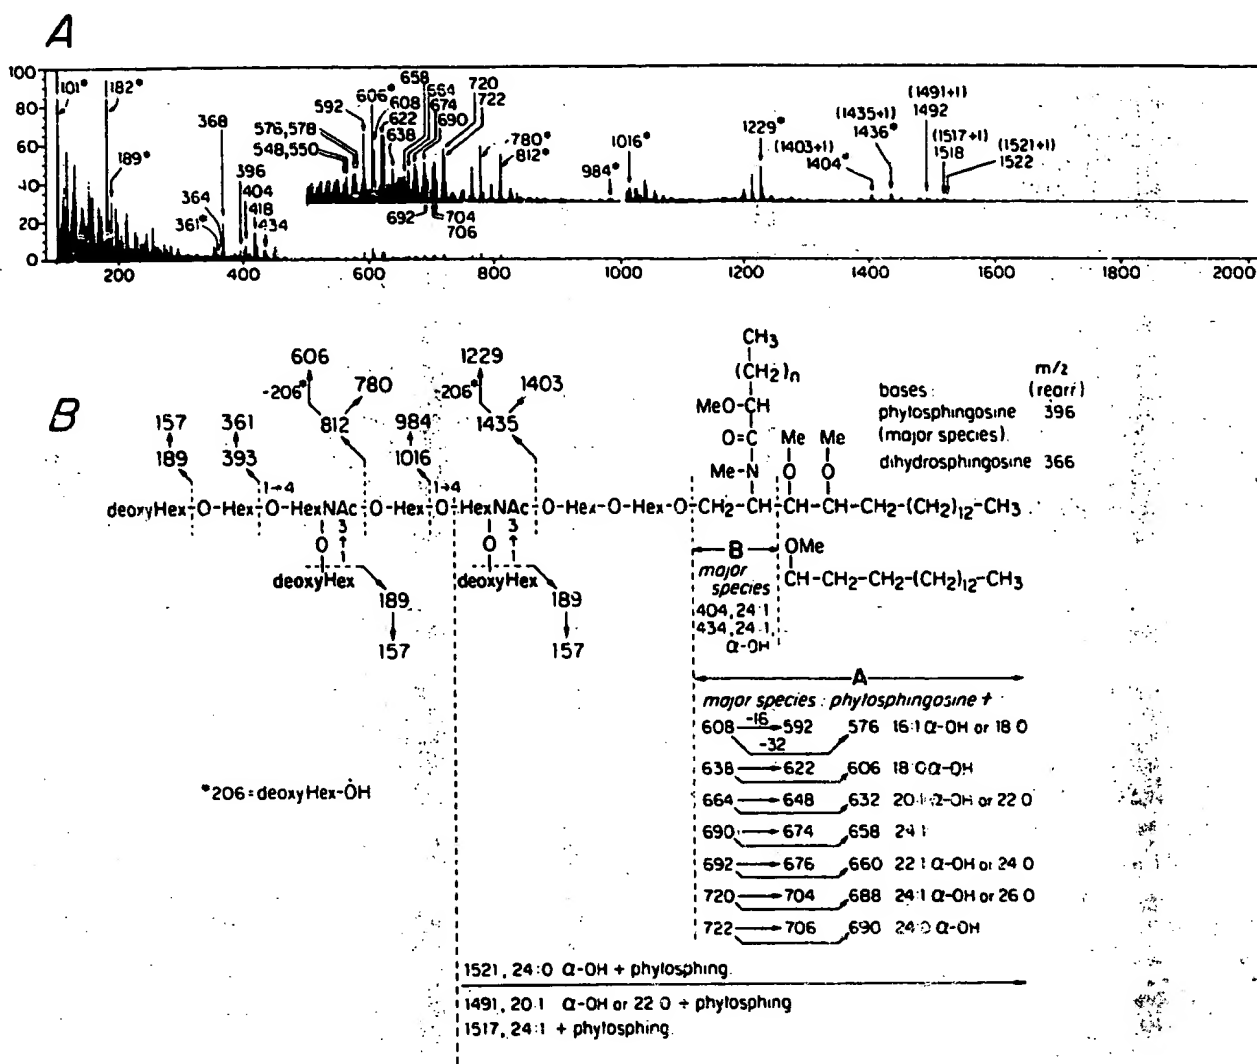 A
100
80
60
40
20
0
101*
182*
189*
368
364
361*
396
404
418
434
592
576,578
548,550
606*
608
622
638
658
664
674
690
720
722
692
704
706
780*
812*
984*
1016*
1229*
(1403+1)
1404*
(1435+1)
1436*
(1491+1)
1492
(1517+1)
1518
(1521+1)
1522
200 400 600 800 1000 1200 1400 1600 1800 2000
B
606 1229
-206* 780 -206* 1403
157 361 812 984 1435
189 393 1016
1→4 1→4
deoxyHex-O-Hex-O-HexNAc-O-Hex-O-HexNAc-O-Hex-O-Hex-O-CH2-CH-CH-CH-CH2-(CH2)12-CH3
3 3
O O
deoxyHex deoxyHex
189 189
157 157
CH3
(CH2)n
MeO-CH
O=C Me Me
Me-N O O
m/z
bases: (rearr)
phytosphingosine 396
(major species)
dihydrosphingosine 366
B OMe
major
species CH-CH2-CH2-(CH2)12-CH3
404, 24:1
434, 24:1,
α-OH
A
major species: phytosphingosine +
608 -16 592 576 16:1 α-OH or 18:0
-32
638 622 606 18:0 α-OH
664 648 632 20:1 α-OH or 22:0
690 674 658 24:1
692 676 660 22:1 α-OH or 24:0
720 704 688 24:1 α-OH or 26:0
722 706 690 24:0 α-OH
*206=deoxyHex-ȮH
1521, 24:0 α-OH + phytosphing.
1491, 20:1 α-OH or 22:0 + phytosphing
1517, 24:1 + phytosphing.